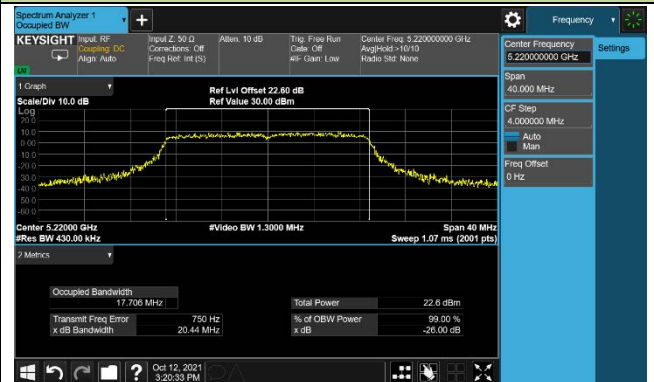 Spectrum Analyzer 1
Occupied BW
+
Frequency
KEYSIGHT
Input: RF
Coupling: DC
Align: Auto
Input Z: 50 Ω
Corrections: Off
Freq Ref: Int (S)
Atten: 10 dB
Trig: Free Run
Gate: Off
#IF Gain: Low
Center Freq: 5.220000000 GHz
Avg|Hold:>10/10
Radio Std: None
Center Frequency
5.220000000 GHz
Settings
Span
40.000 MHz
CF Step
4.000000 MHz
Auto
Man
Freq Offset
0 Hz
1 Graph
Scale/Div 10.0 dB
Ref Lvl Offset 22.60 dB
Ref Value 30.00 dBm
Log
20.0
10.0
0.00
-10.0
-20.0
-30.0
-40.0
-50.0
-60.0
Center 5.22000 GHz
#Res BW 430.00 kHz
#Video BW 1.3000 MHz
Span 40 MHz
Sweep 1.07 ms (2001 pts)
2 Metrics
Occupied Bandwidth
17.706 MHz
Total Power 22.6 dBm
Transmit Freq Error 750 Hz
% of OBW Power 99.00 %
x dB Bandwidth 20.44 MHz
x dB -26.00 dB
?
Oct 12, 2021
3:20:33 PM